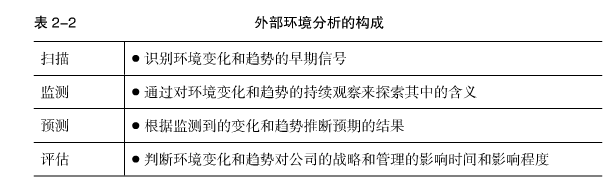 表 2-2 外部环境分析的构成
扫描 ● 识别环境变化和趋势的早期信号
监测 ● 通过对环境变化和趋势的持续观察来探索其中的含义
预测 ● 根据监测到的变化和趋势推断预期的结果
评估 ● 判断环境变化和趋势对公司的战略和管理的影响时间和影响程度